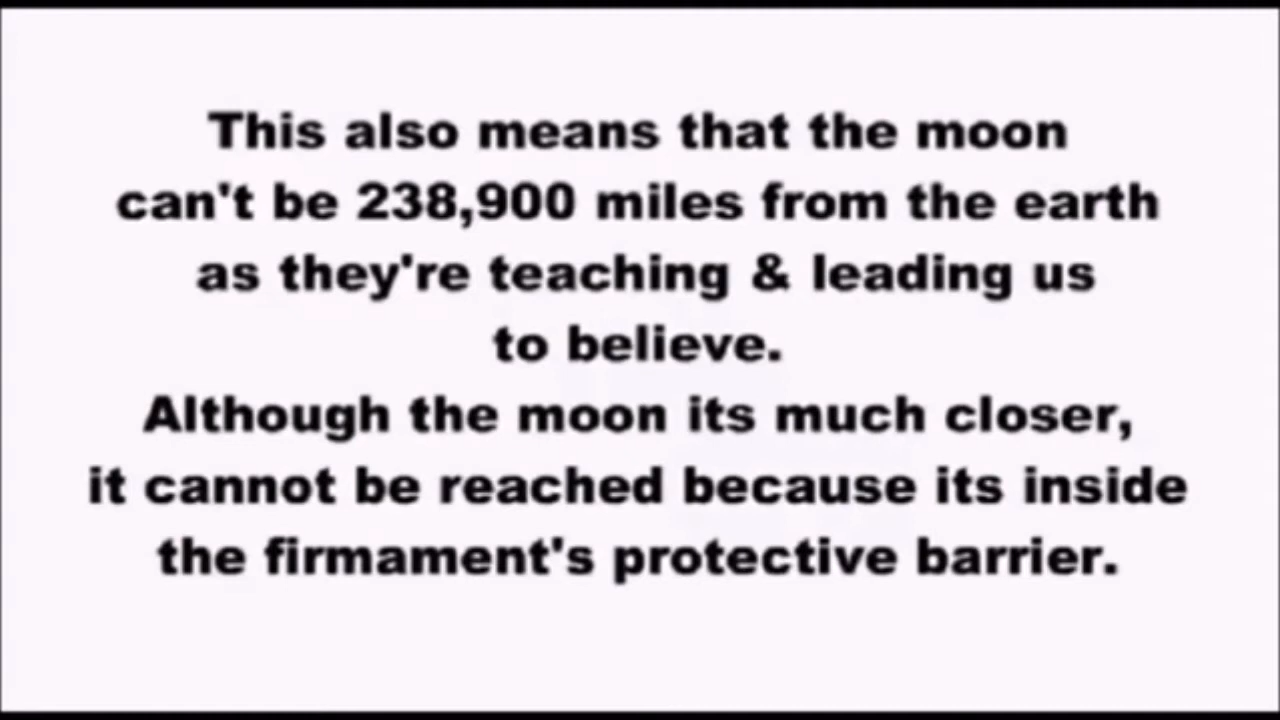 This also means that the moon
can't be 238,900 miles from the earth
as they're teaching & leading us
to believe.
Although the moon its much closer,
it cannot be reached because its inside
the firmament's protective barrier.